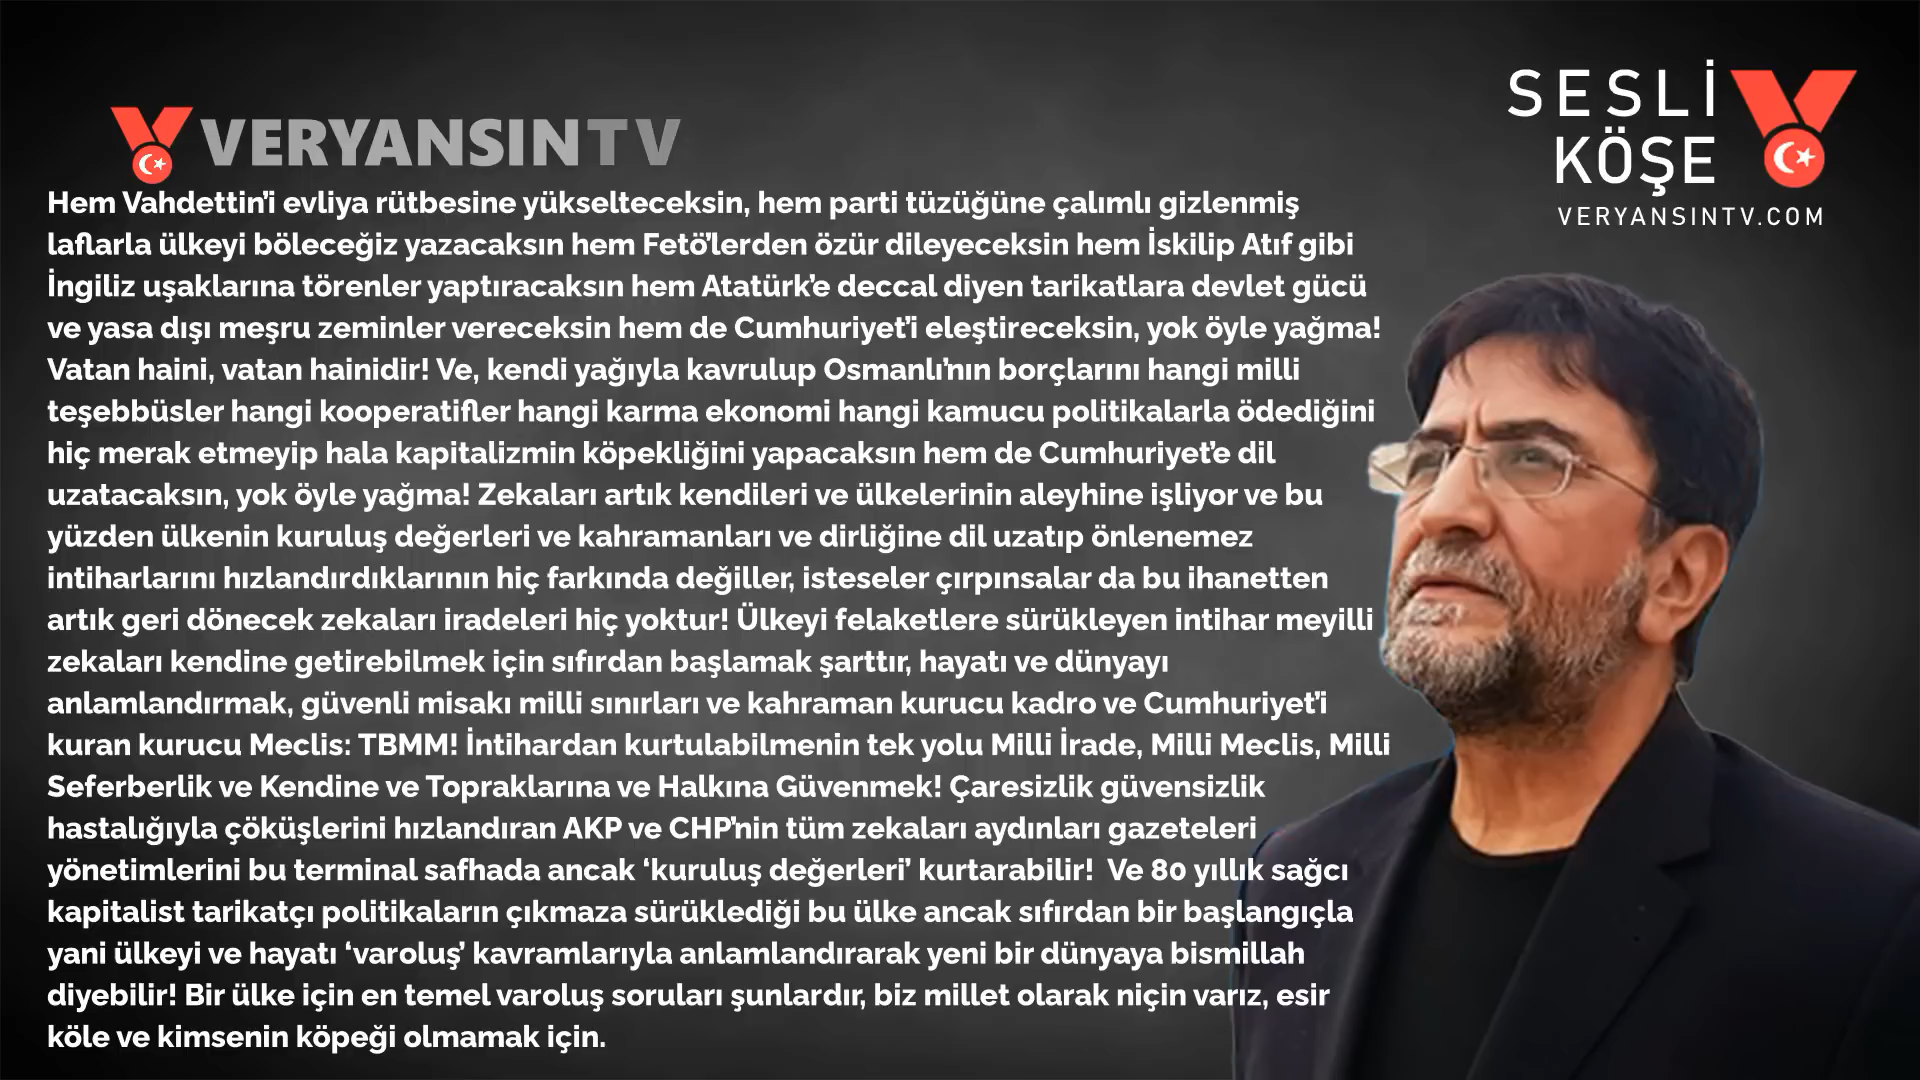 VERYANSINTV
SESLİ
KÖŞE
VERYANSINTV.COM
Hem Vahdettin'i evliya rütbesine yükselteceksin, hem parti tüzüğüne çalımlı gizlenmiş
laflarla ülkeyi böleceğiz yazacaksın hem Fetö'lerden özür dileyeceksin hem İskilip Atıf gibi
İngiliz uşaklarına törenler yaptıracaksın hem Atatürk'e deccal diyen tarikatlara devlet gücü
ve yasa dışı meşru zeminler vereceksin hem de Cumhuriyet'i eleştireceksin, yok öyle yağma!
Vatan haini, vatan hainidir! Ve, kendi yağıyla kavrulup Osmanlı'nın borçlarını hangi milli
teşebbüsler hangi kooperatifler hangi karma ekonomi hangi kamucu politikalarla ödediğini
hiç merak etmeyip hala kapitalizmin köpekliğini yapacaksın hem de Cumhuriyet'e dil
uzatacaksın, yok öyle yağma! Zekaları artık kendileri ve ülkelerinin aleyhine işliyor ve bu
yüzden ülkenin kuruluş değerleri ve kahramanları ve dirliğine dil uzatıp önlenemez
intiharlarını hızlandırdıklarının hiç farkında değiller, isteseler çırpınsalar da bu ihanetten
artık geri dönecek zekaları iradeleri hiç yoktur! Ülkeyi felaketlere sürükleyen intihar meyilli
zekaları kendine getirebilmek için sıfırdan başlamak şarttır, hayatı ve dünyayı
anlamlandırmak, güvenli misakı milli sınırları ve kahraman kurucu kadro ve Cumhuriyet'i
kuran kurucu Meclis: TBMM! İntihardan kurtulabilmenin tek yolu Milli İrade, Milli Meclis, Milli
Seferberlik ve Kendine ve Topraklarına ve Halkına Güvenmek! Çaresizlik güvensizlik
hastalığıyla çöküşlerini hızlandıran AKP ve CHP'nin tüm zekaları aydınları gazeteleri
yönetimlerini bu terminal safhada ancak 'kuruluş değerleri' kurtarabilir!  Ve 80 yıllık sağcı
kapitalist tarikatçı politikaların çıkmaza sürüklediği bu ülke ancak sıfırdan bir başlangıçla
yani ülkeyi ve hayatı 'varoluş' kavramlarıyla anlamlandırarak yeni bir dünyaya bismillah
diyebilir! Bir ülke için en temel varoluş soruları şunlardır, biz millet olarak niçin varız, esir
köle ve kimsenin köpeği olmamak için.